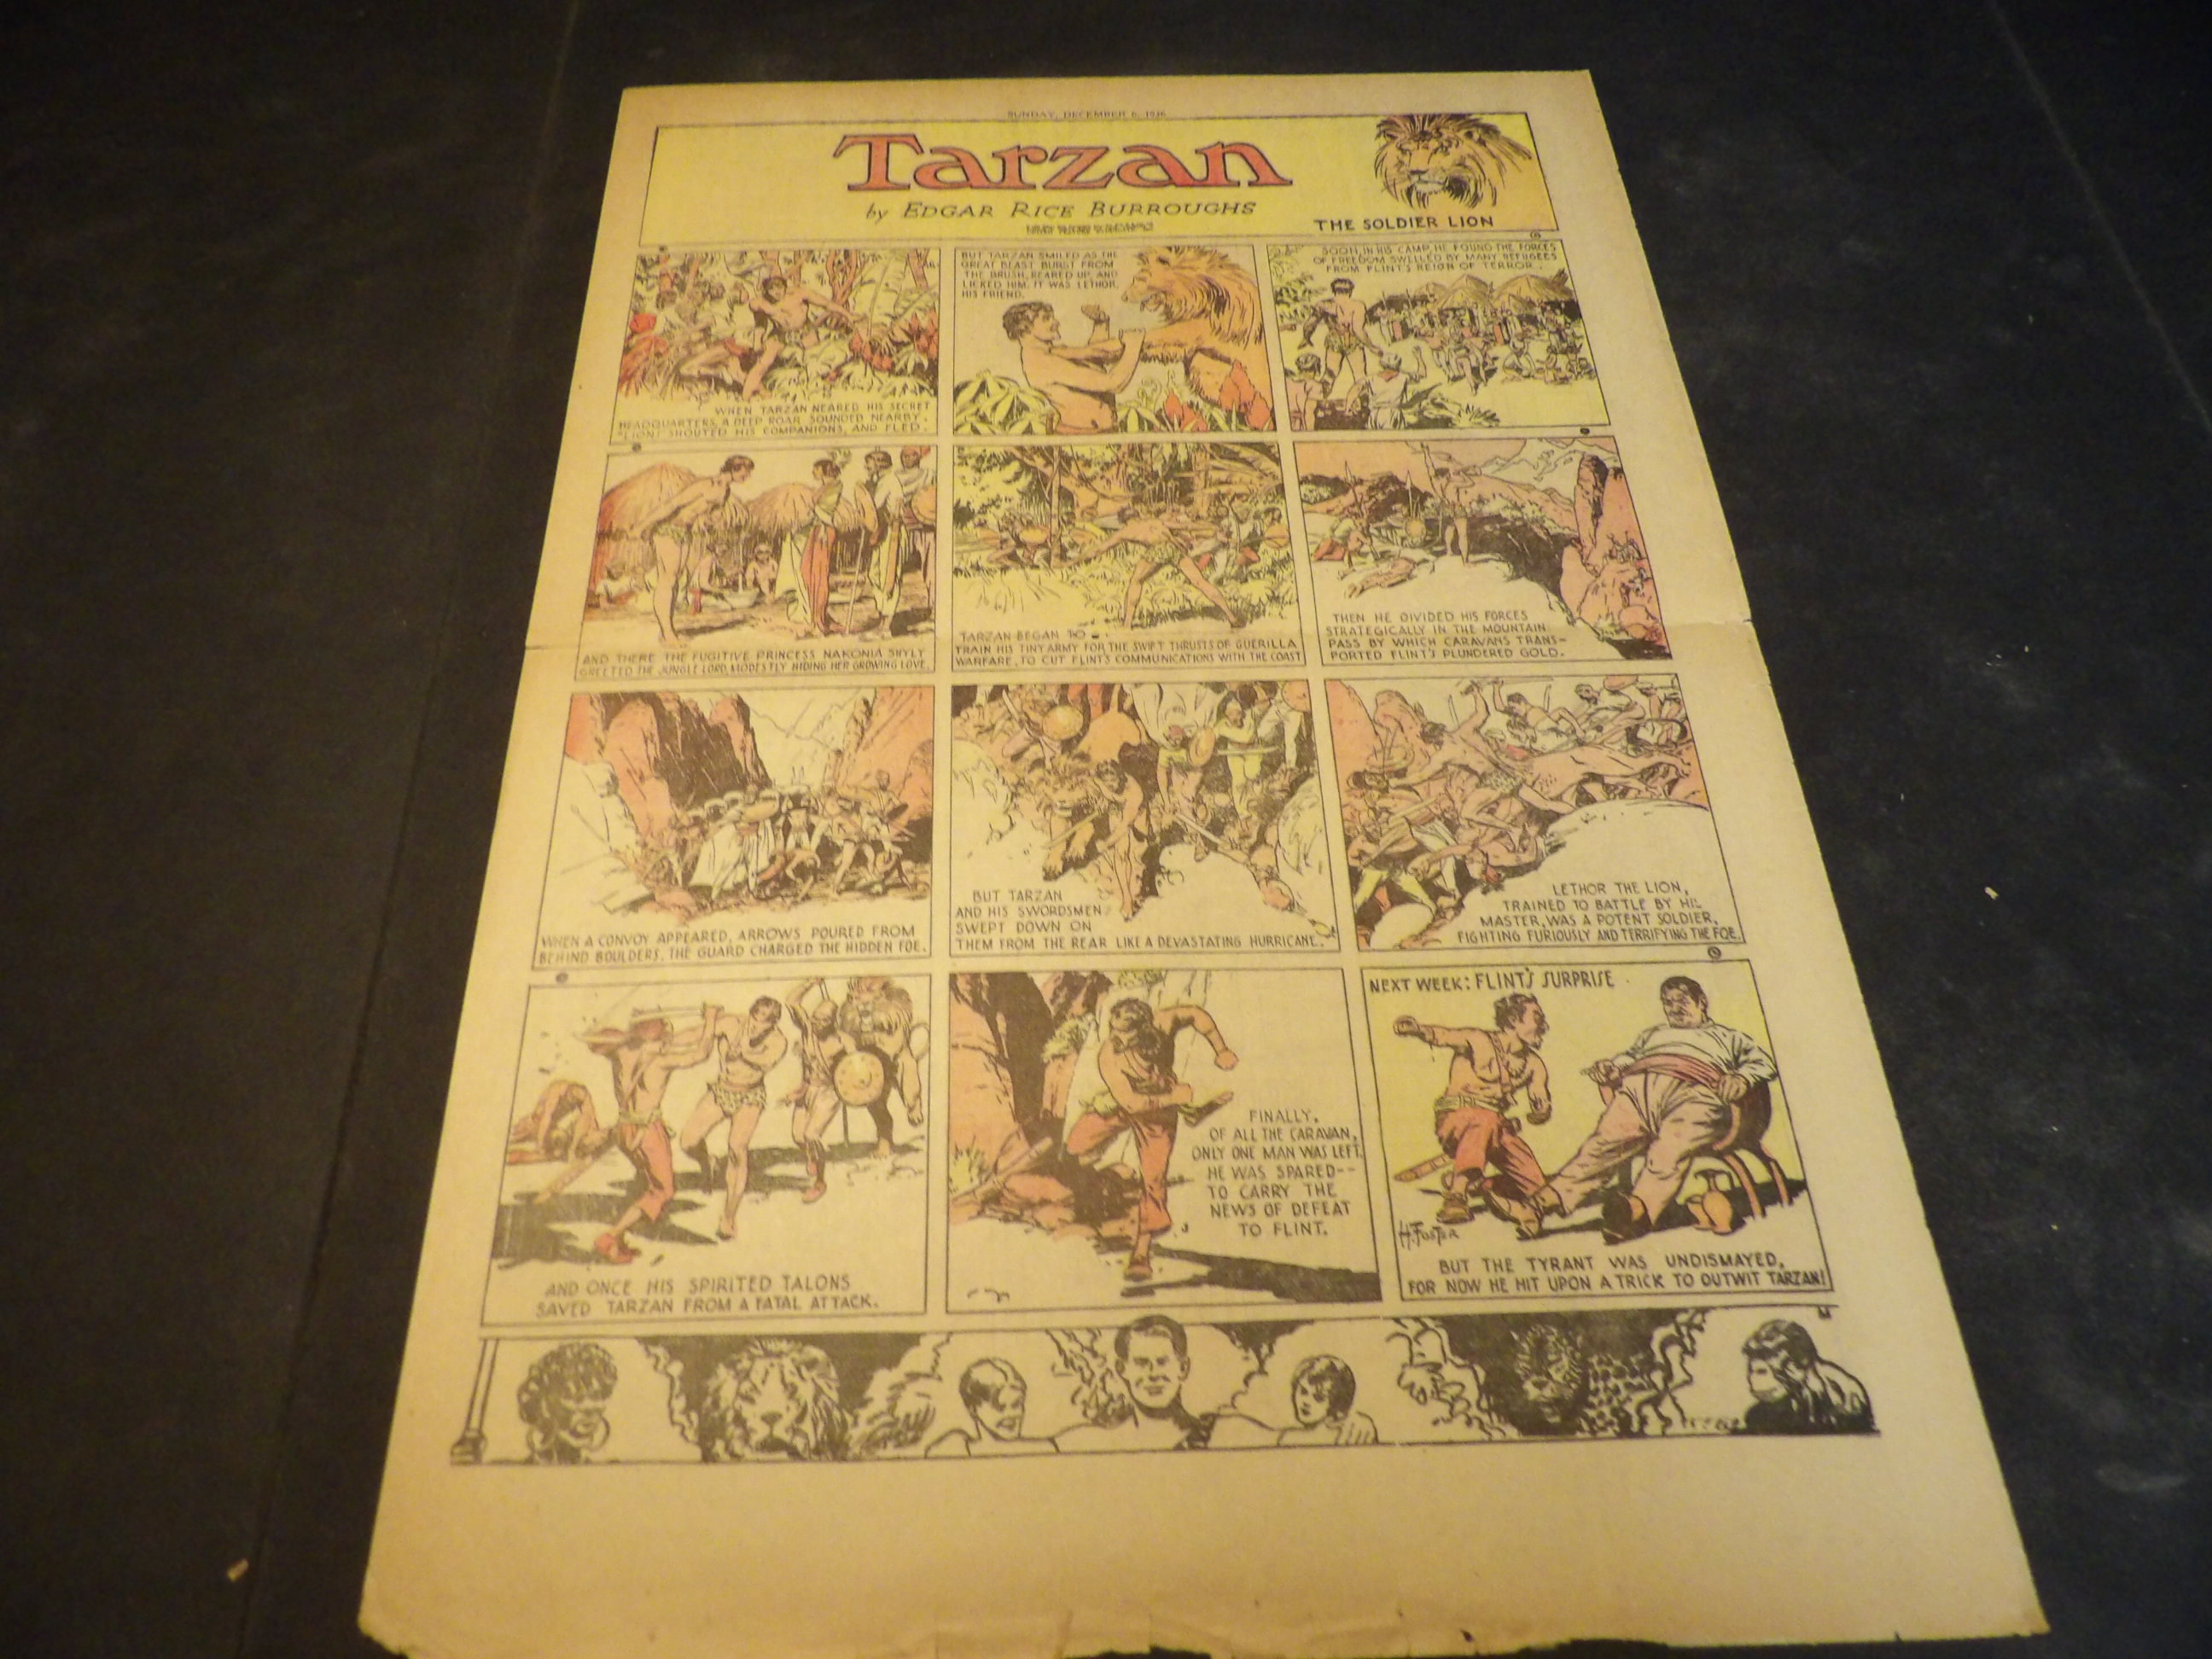 SUNDAY, DECEMBER 6, 1936
Tarzan
by EDGAR RICE BURROUGHS
THE SOLDIER LION
WHEN TARZAN NEARED HIS SECRET
HEADQUARTERS, A DEEP ROAR SOUNDED NEARBY.
"LION!" SHOUTED HIS COMPANIONS, AND FLED.
BUT TARZAN SMILED AS THE
GREAT BEAST BURST FROM
THE BRUSH, REARED UP, AND
LICKED HIM. IT WAS LETHOR,
HIS FRIEND.
SOON, IN HIS CAMP, HE FOUND THE FORCES
OF FREEDOM SWELLED BY MANY REFUGEES
FROM FLINT'S REIGN OF TERROR.
AND THERE THE FUGITIVE PRINCESS NAKONIA SHYLY
GREETED THE JUNGLE LORD, MODESTLY HIDING HER GROWING LOVE.
TARZAN BEGAN TO
TRAIN HIS TINY ARMY FOR THE SWIFT THRUSTS OF GUERILLA
WARFARE, TO CUT FLINT'S COMMUNICATIONS WITH THE COAST
THEN HE DIVIDED HIS FORCES
STRATEGICALLY IN THE MOUNTAIN
PASS BY WHICH CARAVANS TRANS-
PORTED FLINT'S PLUNDERED GOLD.
WHEN A CONVOY APPEARED, ARROWS POURED FROM
BEHIND BOULDERS. THE GUARD CHARGED THE HIDDEN FOE.
BUT TARZAN
AND HIS SWORDSMEN
SWEPT DOWN ON
THEM FROM THE REAR LIKE A DEVASTATING HURRICANE.
LETHOR THE LION,
TRAINED TO BATTLE BY HIS
MASTER, WAS A POTENT SOLDIER,
FIGHTING FURIOUSLY AND TERRIFYING THE FOE.
AND ONCE HIS SPIRITED TALONS
SAVED TARZAN FROM A FATAL ATTACK.
FINALLY,
OF ALL THE CARAVAN,
ONLY ONE MAN WAS LEFT.
HE WAS SPARED--
TO CARRY THE
NEWS OF DEFEAT
TO FLINT.
NEXT WEEK: FLINT'S SURPRISE
H. FOSTER
BUT THE TYRANT WAS UNDISMAYED,
FOR NOW HE HIT UPON A TRICK TO OUTWIT TARZAN!